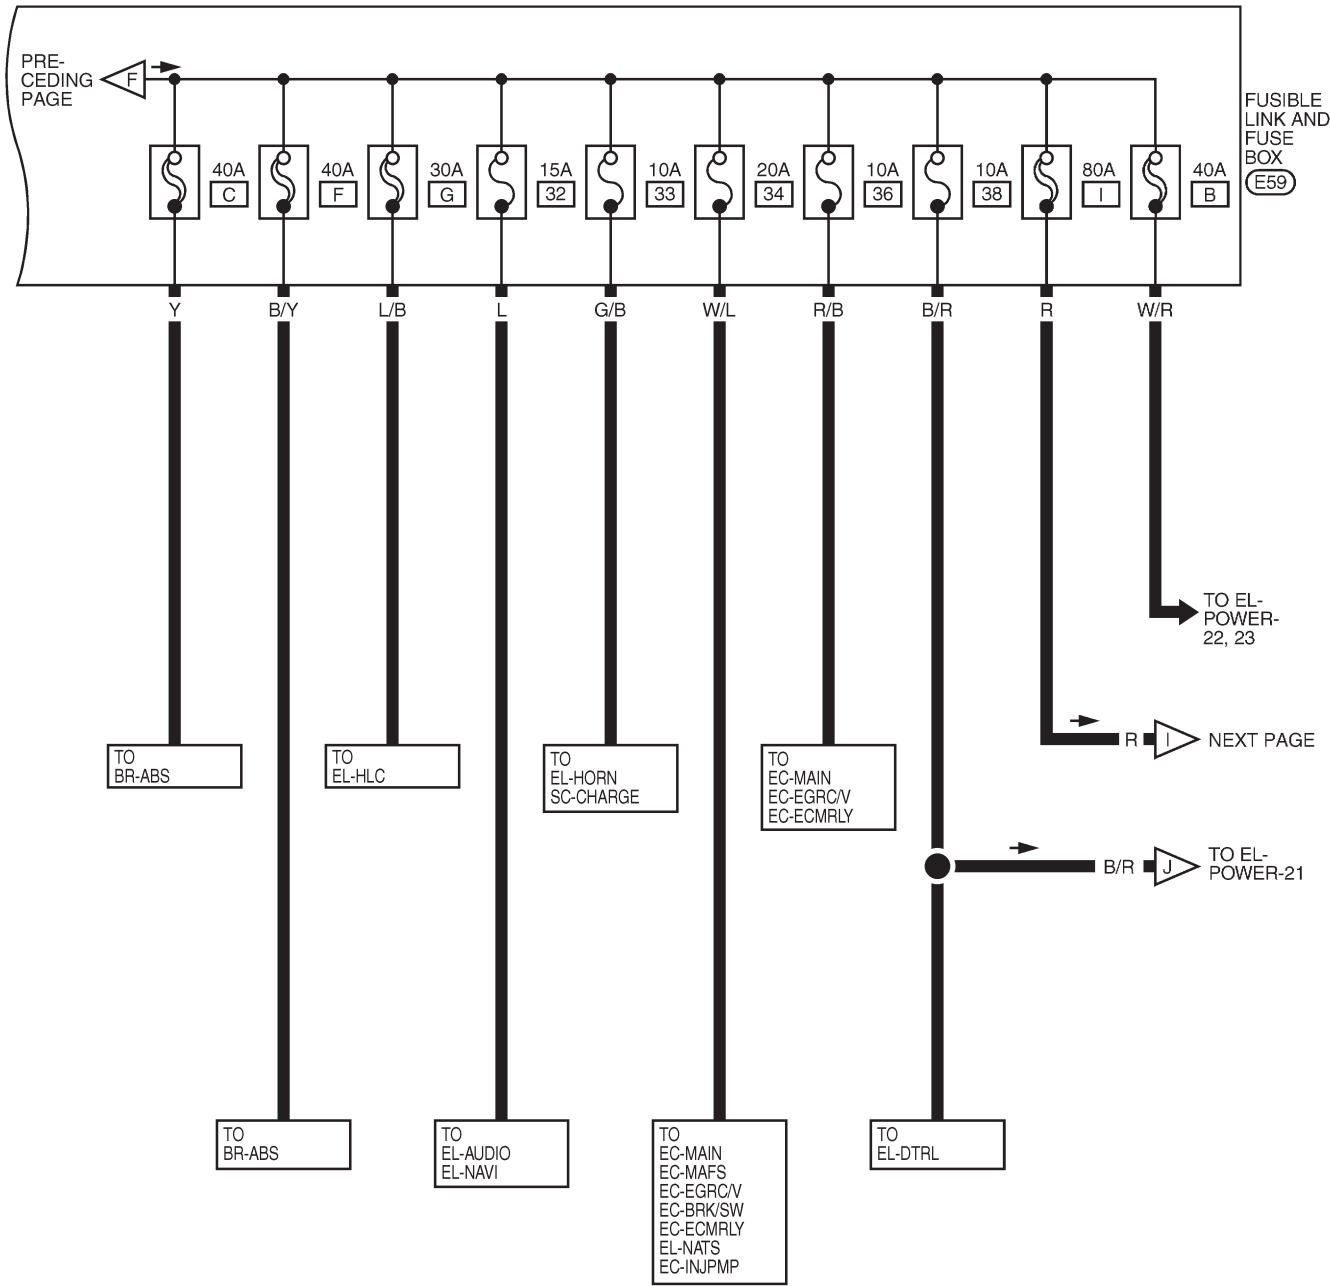 PRE-
CEDING
PAGE
F
FUSIBLE
LINK AND
FUSE
BOX
E59
40A
C
40A
F
30A
G
15A
32
10A
33
20A
34
10A
36
10A
38
80A
I
40A
B
Y
B/Y
L/B
L
G/B
W/L
R/B
B/R
R
W/R
TO EL-
POWER-
22, 23
R
I
NEXT PAGE
TO
BR-ABS
TO
EL-HLC
TO
EL-HORN
SC-CHARGE
TO
EC-MAIN
EC-EGRC/V
EC-ECMRLY
B/R
J
TO EL-
POWER-21
TO
BR-ABS
TO
EL-AUDIO
EL-NAVI
TO
EC-MAIN
EC-MAFS
EC-EGRC/V
EC-BRK/SW
EC-ECMRLY
EL-NATS
EC-INJPMP
TO
EL-DTRL